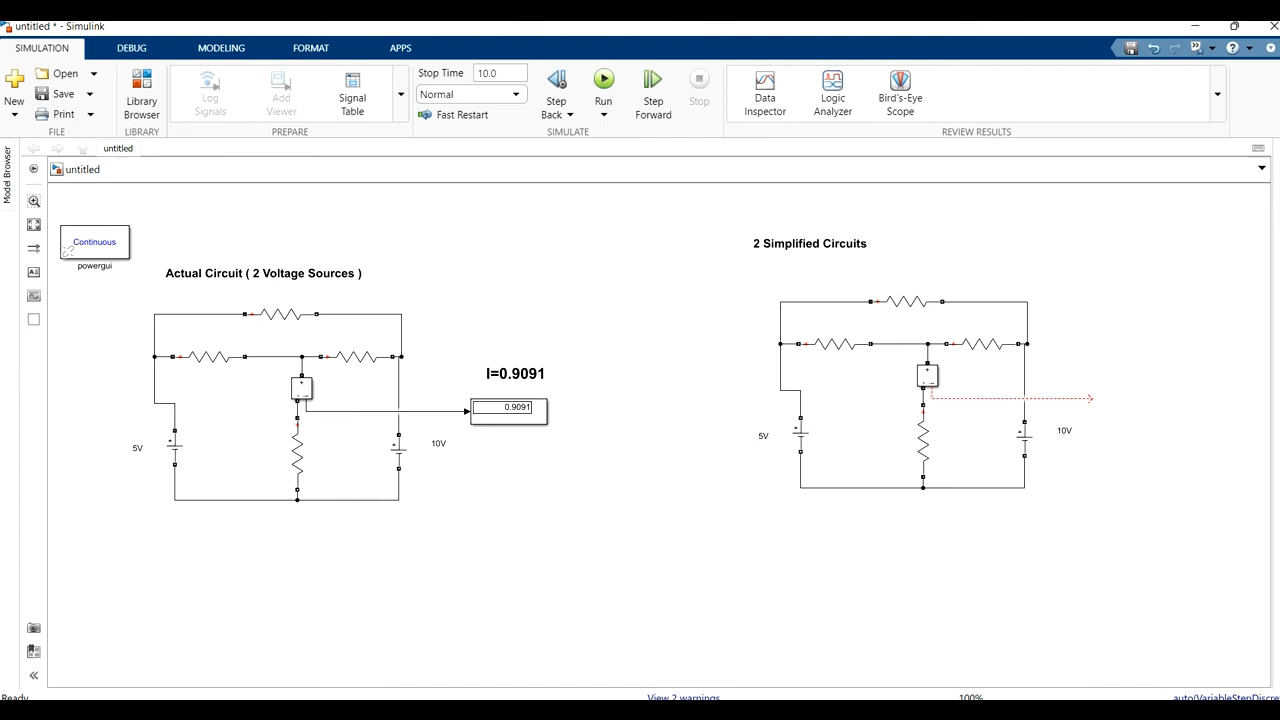 untitled * - Simulink
SIMULATION DEBUG MODELING FORMAT APPS
New
Open
Save
Print
FILE
Library
Browser
LIBRARY
Log
Signals
Add
Viewer
Signal
Table
PREPARE
Stop Time 10.0
Normal
Fast Restart
Step
Back
Run
Step
Forward
Stop
SIMULATE
Data
Inspector
Logic
Analyzer
Bird's-Eye
Scope
REVIEW RESULTS
Model Browser
untitled
untitled
Continuous
powergui
Actual Circuit ( 2 Voltage Sources )
I=0.9091
0.9091
5V
10V
2 Simplified Circuits
5V
10V
Ready
View 2 warnings
100%
auto(VariableStepDiscre